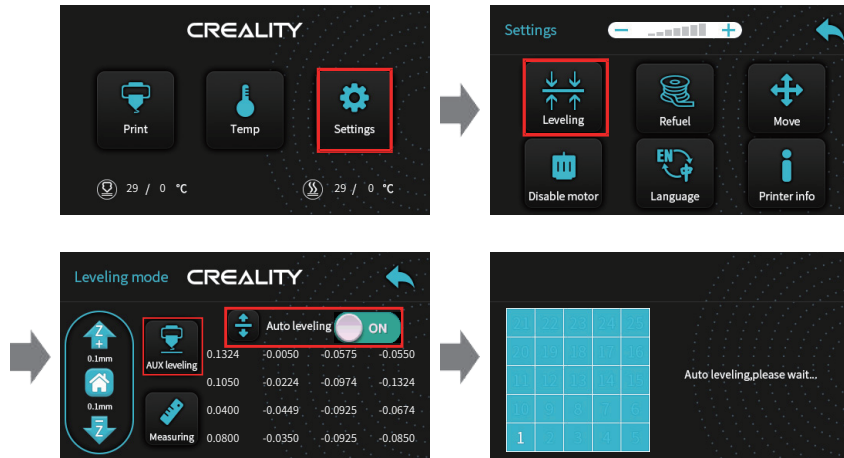 CREALITY
Print
Temp
Settings
29 / 0 °C
29 / 0 °C
Settings
Leveling
Refuel
Move
EN
中
Disable motor
Language
Printer info
Leveling mode
CREALITY
Z
+
0.1mm
0.1mm
Z
AUX leveling
Measuring
Auto leveling
ON
0.1324 -0.0050 -0.0575 -0.0550
0.1050 -0.0224 -0.0974 -0.1324
0.0400 -0.0449 -0.0925 -0.0674
0.0800 -0.0350 -0.0925 -0.0850
21 22 23 24 25
20 19 18 17 16
11 12 13 14 15
10 9 8 7 6
1 2 3 4 5
Auto leveling,please wait...